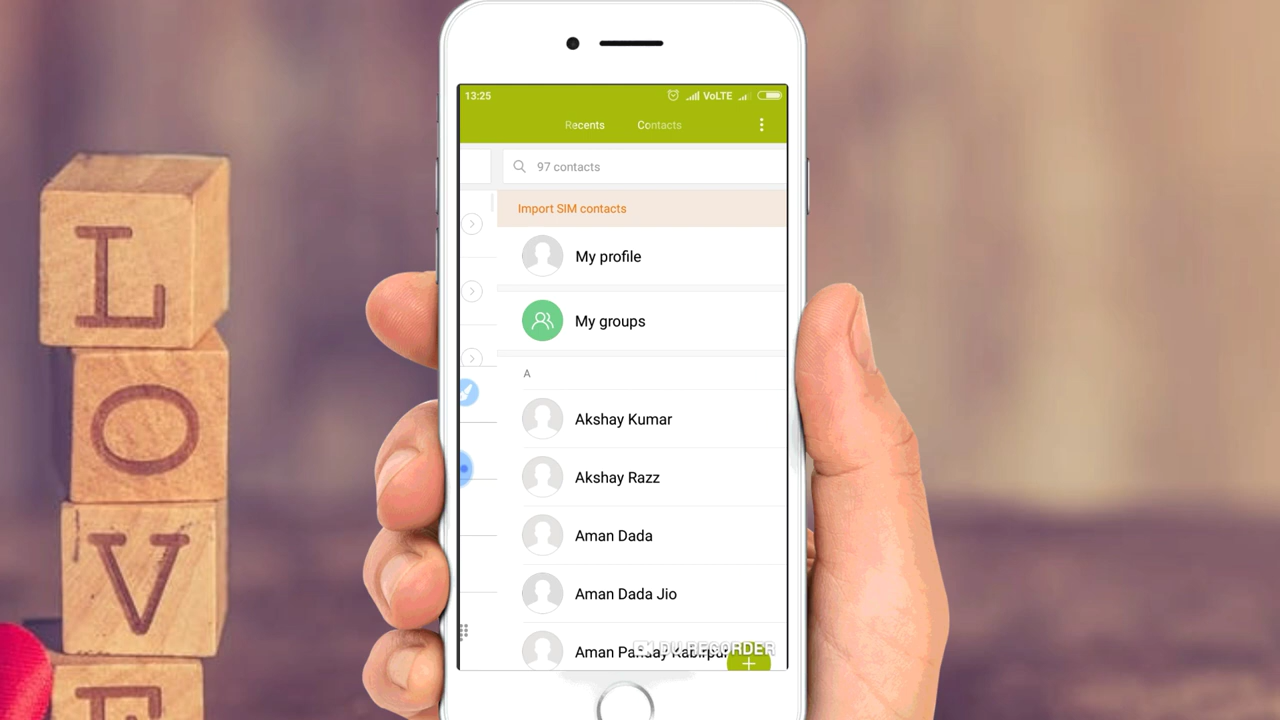 L
O
V
E
13:25
VoLTE
Recents Contacts
97 contacts
Import SIM contacts
My profile
My groups
A
Akshay Kumar
Akshay Razz
Aman Dada
Aman Dada Jio
Aman Panday Kabirpur
DU RECORDER